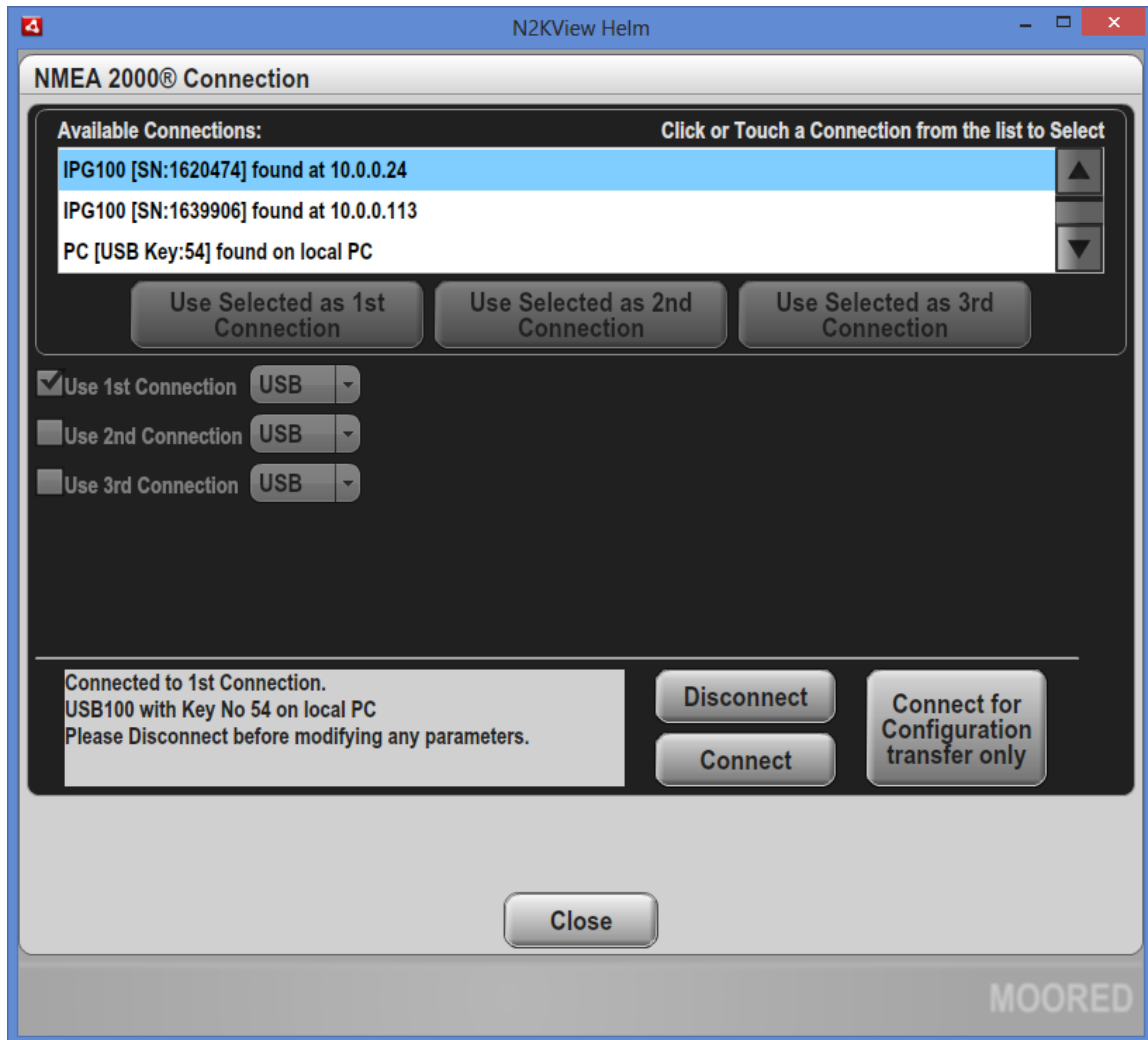 N2KView Helm
NMEA 2000® Connection
Available Connections: Click or Touch a Connection from the list to Select
IPG100 [SN:1620474] found at 10.0.0.24
IPG100 [SN:1639906] found at 10.0.0.113
PC [USB Key:54] found on local PC
Use Selected as 1st
Connection
Use Selected as 2nd
Connection
Use Selected as 3rd
Connection
Use 1st Connection USB
Use 2nd Connection USB
Use 3rd Connection USB
Connected to 1st Connection.
USB100 with Key No 54 on local PC
Please Disconnect before modifying any parameters.
Disconnect
Connect
Connect for
Configuration
transfer only
Close
MOORED